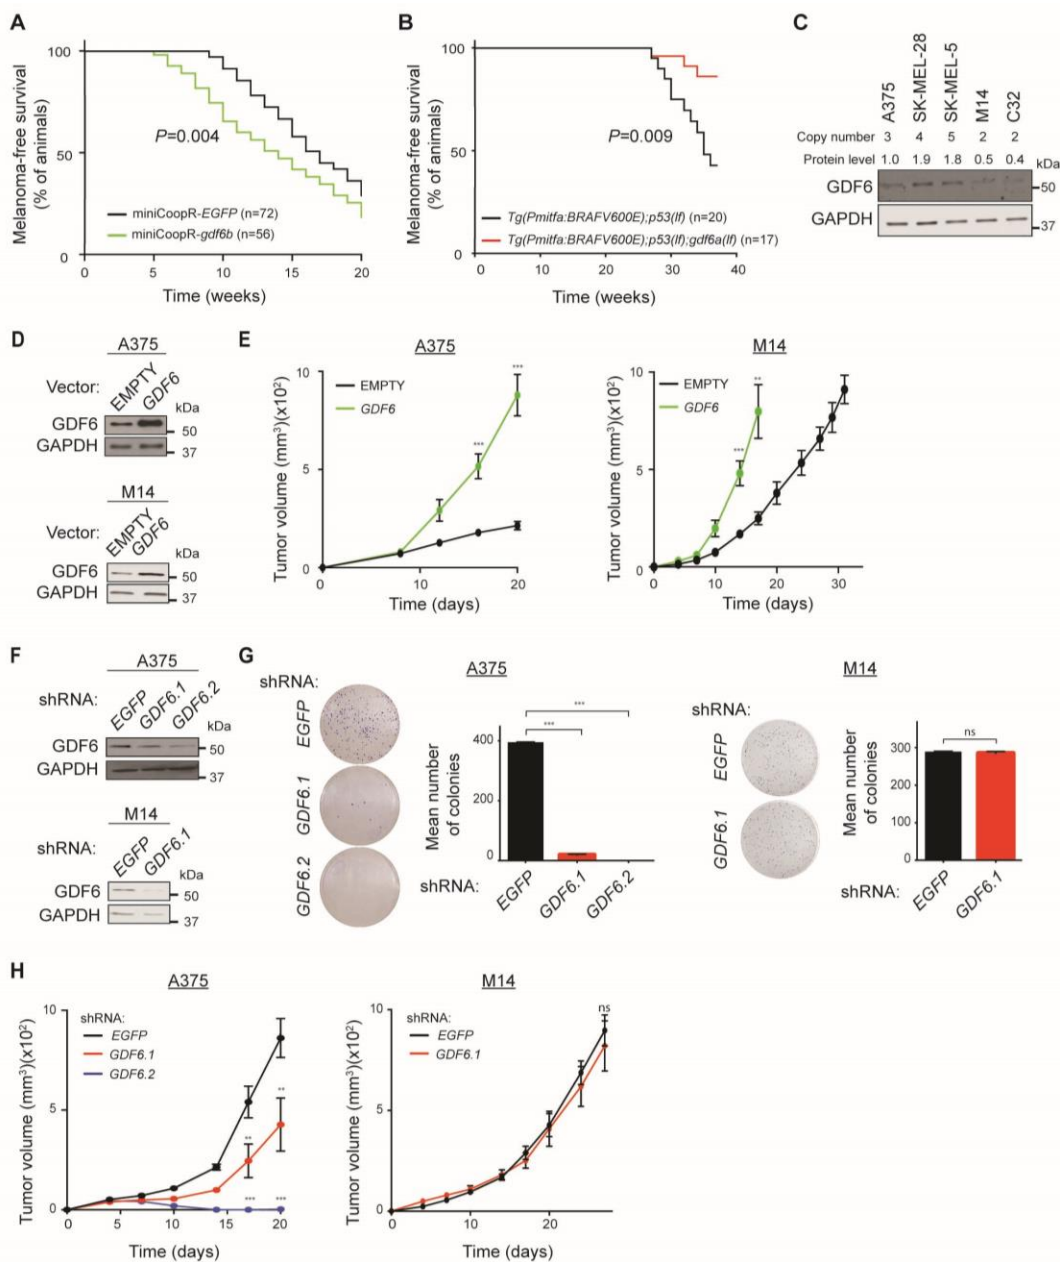 A
Melanoma-free survival
(% of animals)
100
50
0
P=0.004
miniCoopR-EGFP (n=72)
miniCoopR-gdf6b (n=56)
0 5 10 15 20
Time (weeks)
B
Melanoma-free survival
(% of animals)
100
50
0
P=0.009
Tg(Pmitfa:BRAFV600E);p53(lf) (n=20)
Tg(Pmitfa:BRAFV600E);p53(lf);gdf6a(lf) (n=17)
0 10 20 30 40
Time (weeks)
C
A375 SK-MEL-28 SK-MEL-5 M14 C32
Copy number 3 4 5 2 2
Protein level 1.0 1.9 1.8 0.5 0.4 kDa
GDF6 50
GAPDH 37
D
A375
Vector: EMPTY GDF6
kDa
GDF6 50
GAPDH 37
M14
Vector: EMPTY GDF6
kDa
GDF6 50
GAPDH 37
E
A375
Tumor volume (mm³)(x10²)
10
5
0
EMPTY
GDF6
***
***
0 10 20
Time (days)
M14
Tumor volume (mm³)(x10²)
10
5
0
EMPTY
GDF6
**
***
0 10 20 30
Time (days)
F
A375
shRNA: EGFP GDF6.1 GDF6.2
kDa
GDF6 50
GAPDH 37
M14
shRNA: EGFP GDF6.1
kDa
GDF6 50
GAPDH 37
G
A375
shRNA:
EGFP
GDF6.1
GDF6.2
Mean number
of colonies
400
200
0
***
***
shRNA: EGFP GDF6.1 GDF6.2
M14
shRNA:
EGFP
GDF6.1
Mean number
of colonies
300
200
100
0
ns
shRNA: EGFP GDF6.1
H
A375
Tumor volume (mm³)(x10²)
10
5
0
shRNA:
EGFP
GDF6.1
GDF6.2
**
**
*** ***
0 5 10 15 20
Time (days)
M14
Tumor volume (mm³)(x10²)
10
5
0
shRNA:
EGFP
GDF6.1
ns
0 10 20
Time (days)